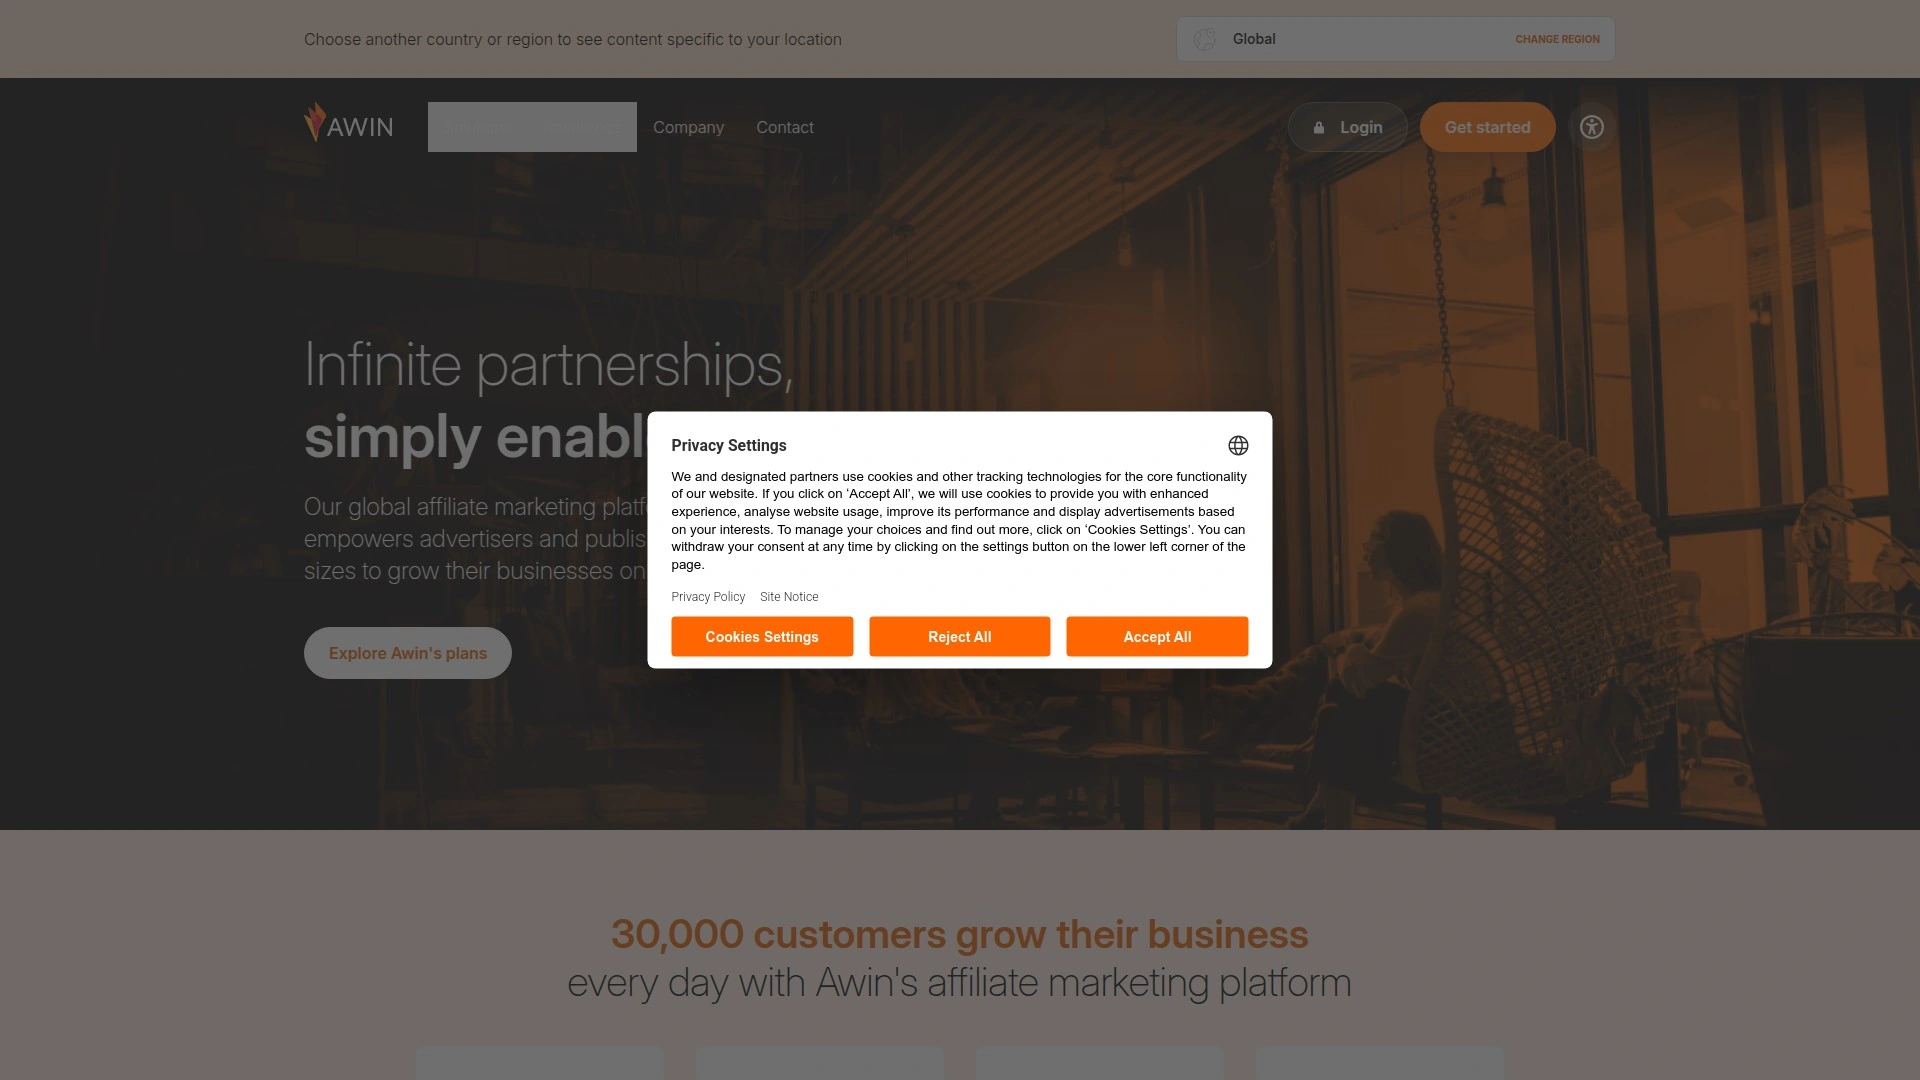 Choose another country or region to see content specific to your location
Global
CHANGE REGION
AWIN
Company
Contact
Login
Get started
Infinite partnerships,
simply enabl
Our global affiliate marketing platf
empowers advertisers and publis
sizes to grow their businesses on
Explore Awin's plans
Privacy Settings
We and designated partners use cookies and other tracking technologies for the core functionality
of our website. If you click on ‘Accept All’, we will use cookies to provide you with enhanced
experience, analyse website usage, improve its performance and display advertisements based
on your interests. To manage your choices and find out more, click on ‘Cookies Settings’. You can
withdraw your consent at any time by clicking on the settings button on the lower left corner of the
page.
Privacy Policy
Site Notice
Cookies Settings
Reject All
Accept All
30,000 customers grow their business
every day with Awin's affiliate marketing platform